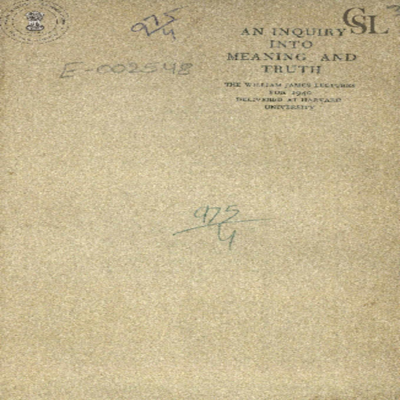 975
4
CSL
AN INQUIRY
INTO
MEANING AND
TRUTH
E-002548
THE WILLIAM JAMES LECTURES
FOR 1940
DELIVERED AT HARVARD
UNIVERSITY
975
4